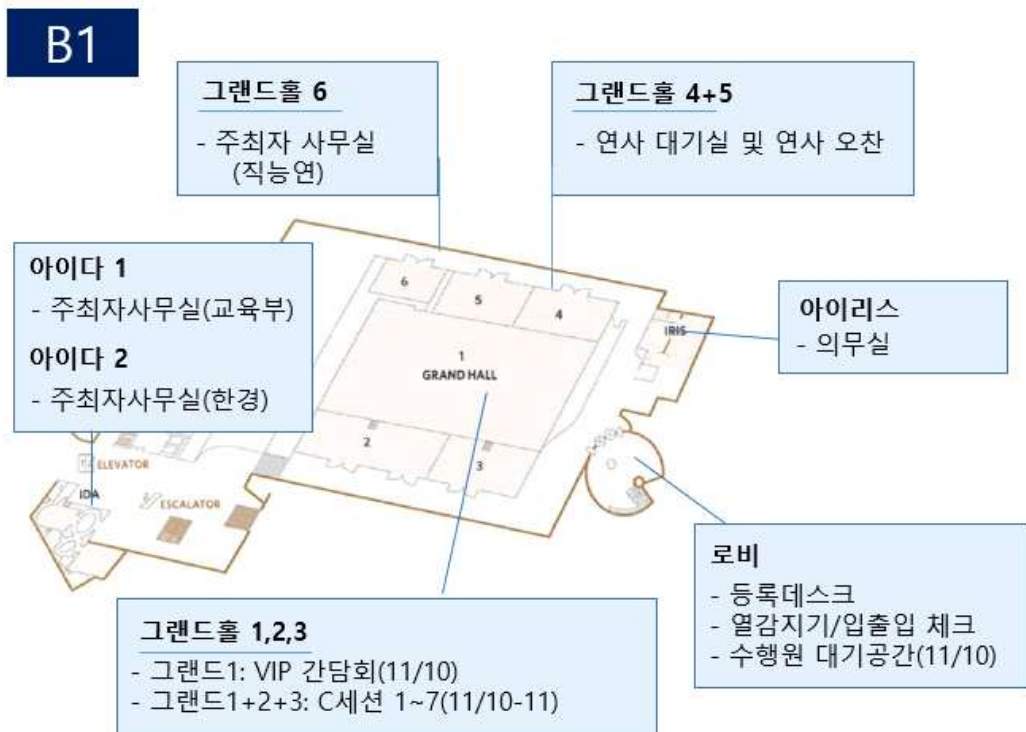 B1
그랜드홀 6
- 주최자 사무실
(직능연)
그랜드홀 4+5
- 연사 대기실 및 연사 오찬
아이다 1
- 주최자사무실(교육부)
아이다 2
- 주최자사무실(한경)
아이리스
- 의무실
6
5
4
IRIS
1
GRAND HALL
2
3
ELEVATOR
IDA
ESCALATOR
로비
- 등록데스크
- 열감지기/입출입 체크
- 수행원 대기공간(11/10)
그랜드홀 1,2,3
- 그랜드1: VIP 간담회(11/10)
- 그랜드1+2+3: C세션 1~7(11/10-11)